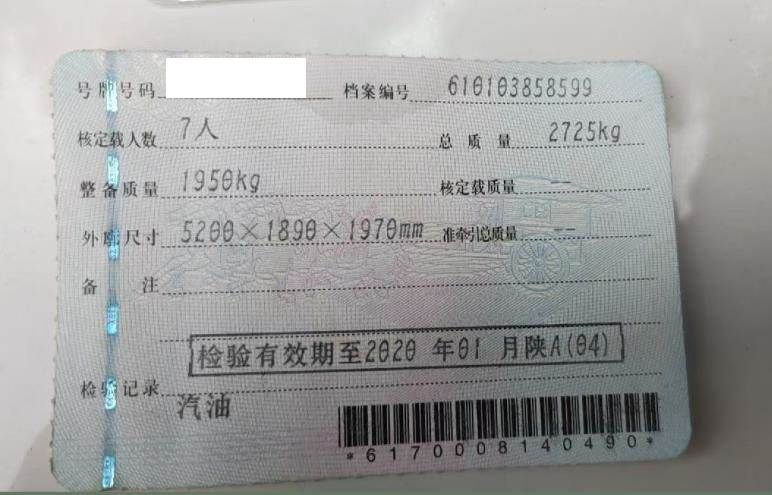 号牌号码 档案编号 610103858599
核定载人数 7人 总质量 2725kg
整备质量 1950kg 核定载质量 --
外廓尺寸 5200×1890×1970mm 准牵引总质量 --
备注
检验有效期至2020年01月陕A(04)
检验记录
汽油
*6170008140490*